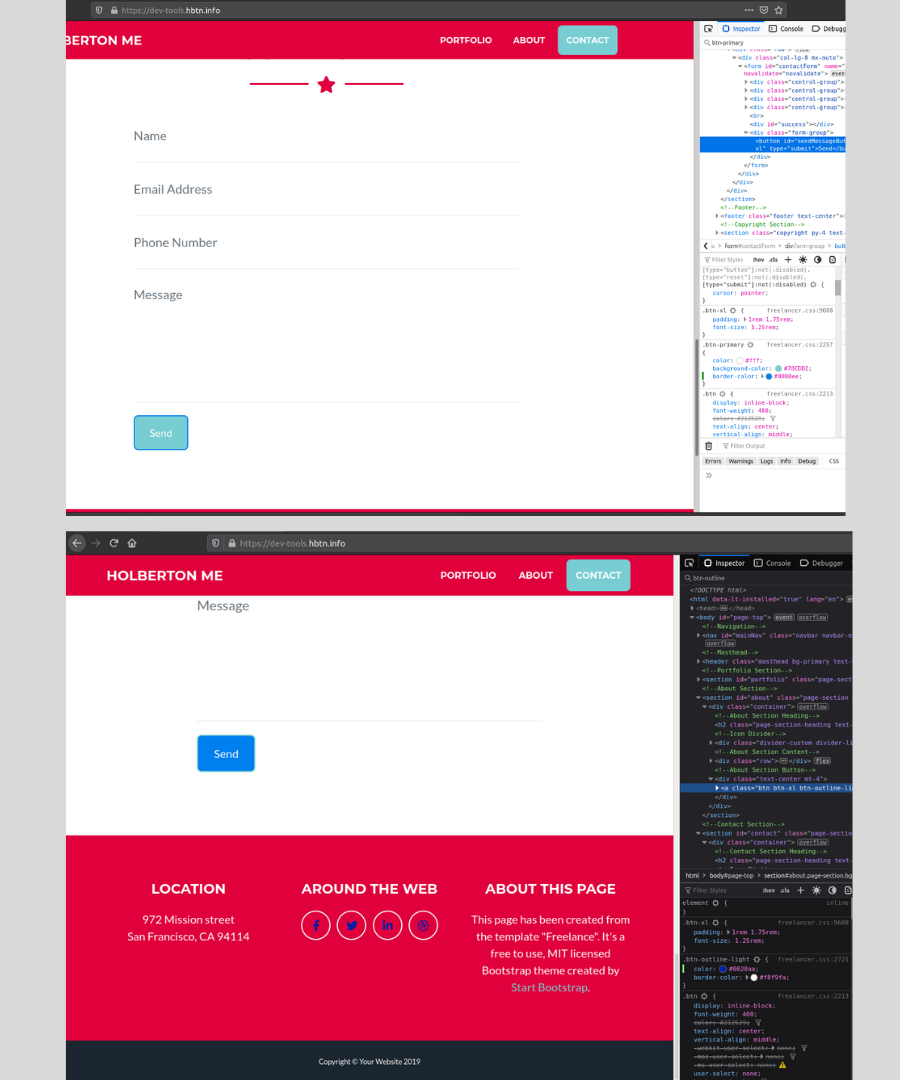 https://dev-tools.hbtn.info
BERTON ME
PORTFOLIO
ABOUT
CONTACT
Name
Email Address
Phone Number
Message
Send
Inspector
Console
Debugg
btn-primary
<div class="col-lg-8 mx-auto">
<form id="contactForm" name="
novalidate="novalidate"> even
<div class="control-group">
<div class="control-group">
<div class="control-group">
<div class="control-group">
<br>
<div id="success"></div>
<div class="form-group">
<button id="sendMessageBut
xl" type="submit">Send</bu
</div>
</form>
</div>
</div>
</div>
</section>
<!--Footer-->
<footer class="footer text-center">
<!--Copyright Section-->
<section class="copyright py-4 text-
form#contactForm > div.form-group > butt
Filter Styles
:hov .cls +
[type="button"]:not(:disabled),
[type="reset"]:not(:disabled),
[type="submit"]:not(:disabled) {
cursor: pointer;
}
.btn-xl { freelancer.css:9608
padding: 1rem 1.75rem;
font-size: 1.25rem;
}
.btn-primary freelancer.css:2257
{
color: #fff;
background-color: #78CDD2;
border-color: #0000ee;
}
.btn { freelancer.css:2213
display: inline-block;
font-weight: 400;
color: #212529;
text-align: center;
vertical-align: middle;
Filter Output
Errors Warnings Logs Info Debug CSS
»
https://dev-tools.hbtn.info
HOLBERTON ME
PORTFOLIO
ABOUT
CONTACT
Message
Send
LOCATION
972 Mission street
San Francisco, CA 94114
AROUND THE WEB
ABOUT THIS PAGE
This page has been created from
the template "Freelance". It's a
free to use, MIT licensed
Bootstrap theme created by
Start Bootstrap.
Copyright © Your Website 2019
Inspector
Console
Debugger
btn-outline
<!DOCTYPE html>
<html data-lt-installed="true" lang="en">
<head></head>
<body id="page-top"> event overflow
<!--Navigation-->
<nav id="mainNav" class="navbar navbar-e
overflow
<!--Masthead-->
<header class="masthead bg-primary text-
<!--Portfolio Section-->
<section id="portfolio" class="page-sect
<!--About Section-->
<section id="about" class="page-section
<div class="container"> overflow
<!--About Section Heading-->
<h2 class="page-section-heading text-
<!--Icon Divider-->
<div class="divider-custom divider-li
<!--About Section Content-->
<div class="row"></div> flex
<!--About Section Button-->
<div class="text-center mt-4">
<a class="btn btn-xl btn-outline-li
</div>
</div>
</section>
<!--Contact Section-->
<section id="contact" class="page-sectio
<div class="container"> overflow
<!--Contact Section Heading-->
<h2 class="page-section-heading text-
html > body#page-top > section#about.page-section.bg
Filter Styles
:hov .cls +
element { inline
}
.btn-xl { freelancer.css:9608
padding: 1rem 1.75rem;
font-size: 1.25rem;
}
.btn-outline-light { freelancer.css:2721
color: #0020aa;
border-color: #f8f9fa;
}
.btn { freelancer.css:2213
display: inline-block;
font-weight: 400;
color: #212529;
text-align: center;
vertical-align: middle;
-webkit-user-select: none;
-moz-user-select: none;
-ms-user-select: none;
user-select: none;